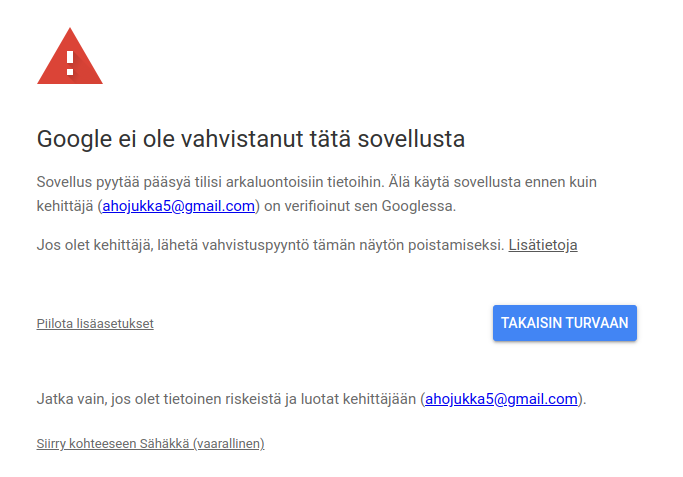 Google ei ole vahvistanut tätä sovellusta
Sovellus pyytää pääsyä tilisi arkaluontoisiin tietoihin. Älä käytä sovellusta ennen kuin
kehittäjä (ahojukka5@gmail.com) on verifioinut sen Googlessa.
Jos olet kehittäjä, lähetä vahvistuspyyntö tämän näytön poistamiseksi. Lisätietoja
Piilota lisäasetukset
TAKAISIN TURVAAN
Jatka vain, jos olet tietoinen riskeistä ja luotat kehittäjään (ahojukka5@gmail.com).
Siirry kohteeseen Sähäkkä (vaarallinen)